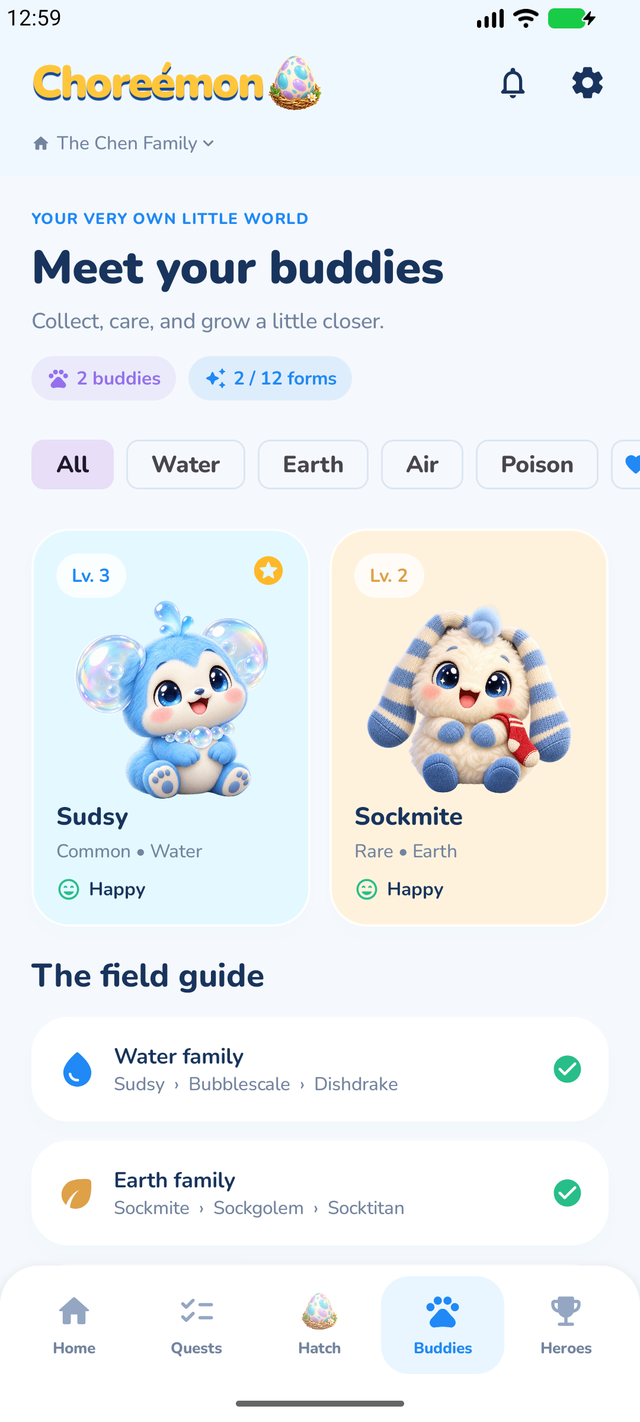 12:59
Choreémon
The Chen Family
YOUR VERY OWN LITTLE WORLD
Meet your buddies
Collect, care, and grow a little closer.
2 buddies 2 / 12 forms
All Water Earth Air Poison
Lv. 3 Lv. 2
Sudsy Sockmite
Common • Water Rare • Earth
Happy Happy
The field guide
Water family
Sudsy › Bubblescale › Dishdrake
Earth family
Sockmite › Sockgolem › Socktitan
Home Quests Hatch Buddies Heroes